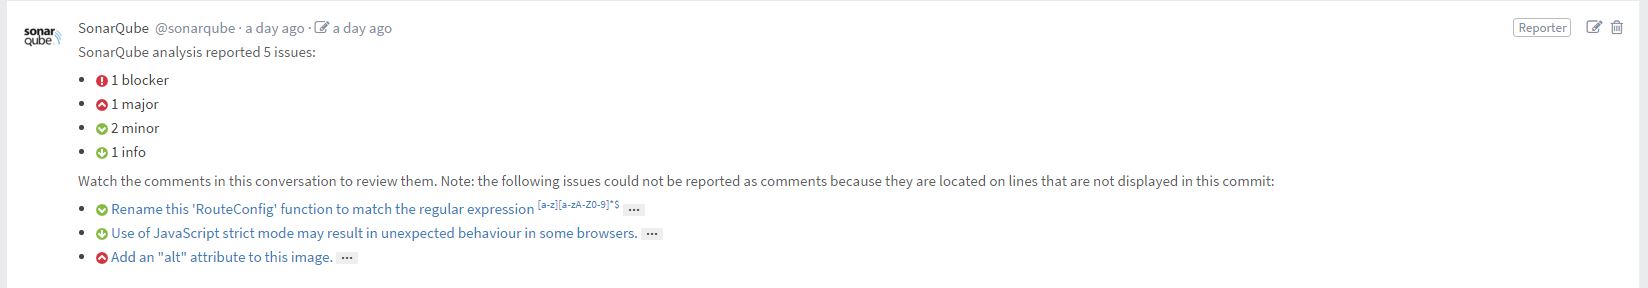 sonar
qube
SonarQube @sonarqube · a day ago · a day ago
Reporter
SonarQube analysis reported 5 issues:
• 1 blocker
• 1 major
• 2 minor
• 1 info
Watch the comments in this conversation to review them. Note: the following issues could not be reported as comments because they are located on lines that are not displayed in this commit:
• Rename this 'RouteConfig' function to match the regular expression [a-z][a-zA-Z0-9]*$ ...
• Use of JavaScript strict mode may result in unexpected behaviour in some browsers. ...
• Add an "alt" attribute to this image. ...